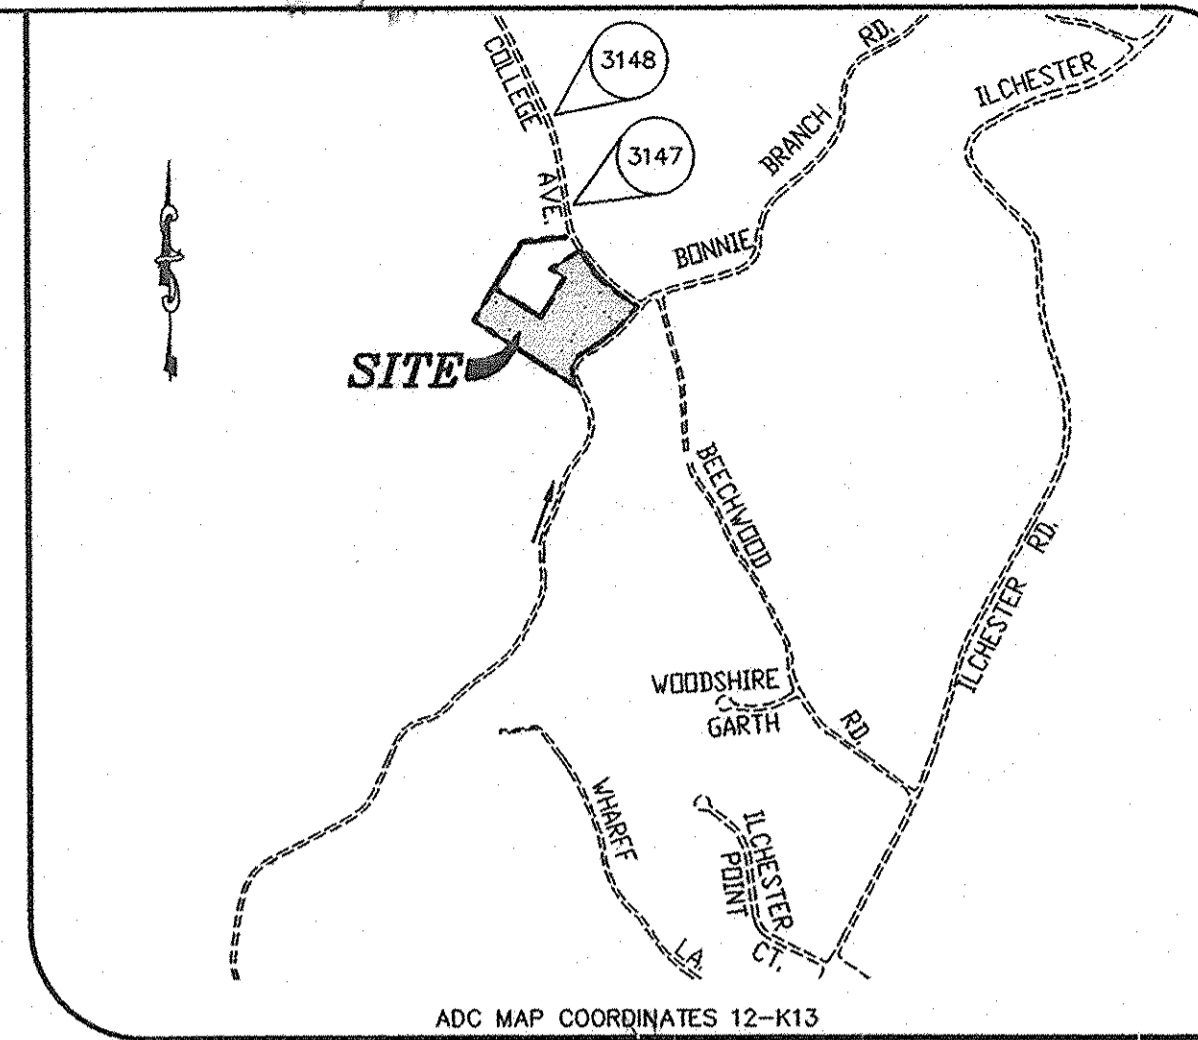 COLLEGE
AVE.
3148
3147
BONNIE
BRANCH
RD.
ILCHESTER
SITE
BEECHWOOD
RD.
WOODSHIRE
GARTH
ILCHESTER
RD.
WHARFF
LA.
ILCHESTER
POINT
CT.
ADC MAP COORDINATES 12-K13